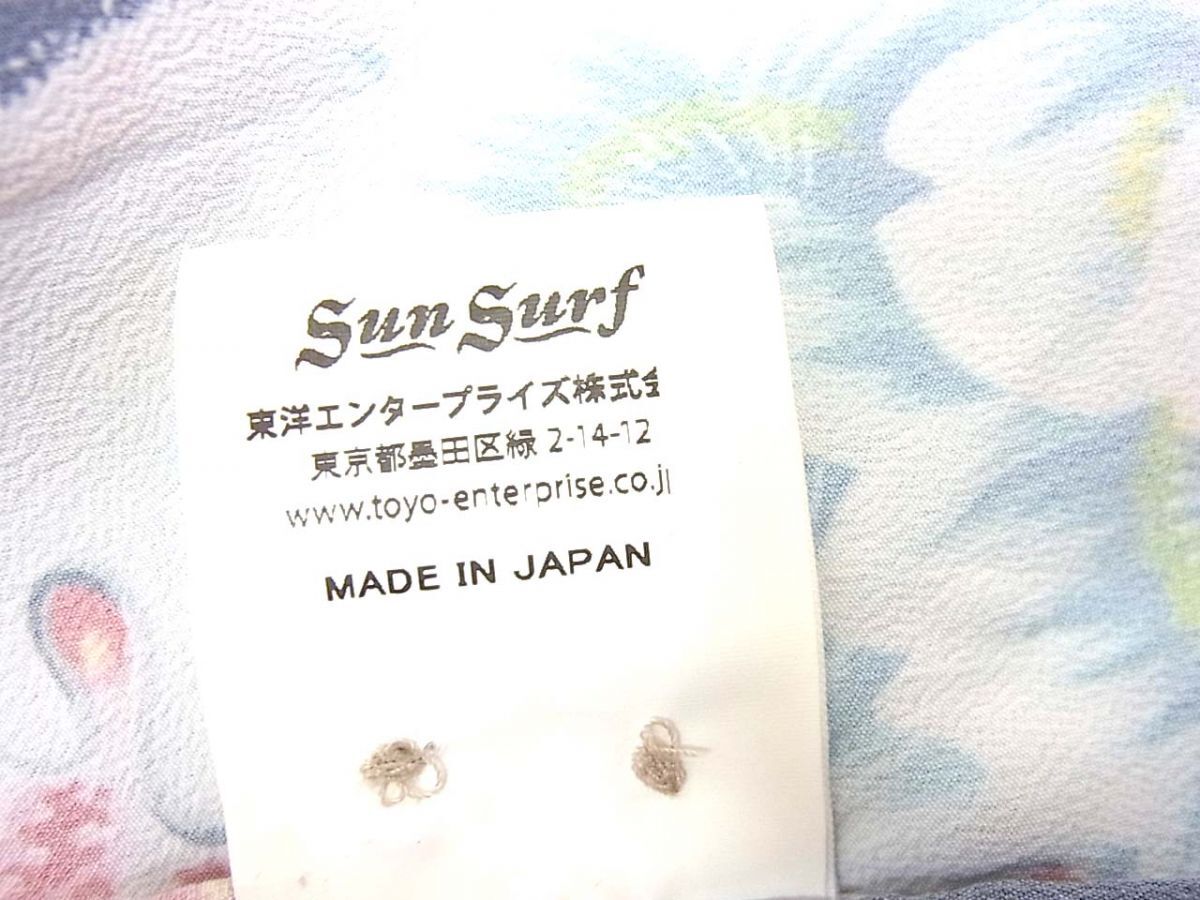 Sun Surf
東洋エンタープライズ株式会
東京都墨田区緑 2-14-12
www.toyo-enterprise.co.j
MADE IN JAPAN